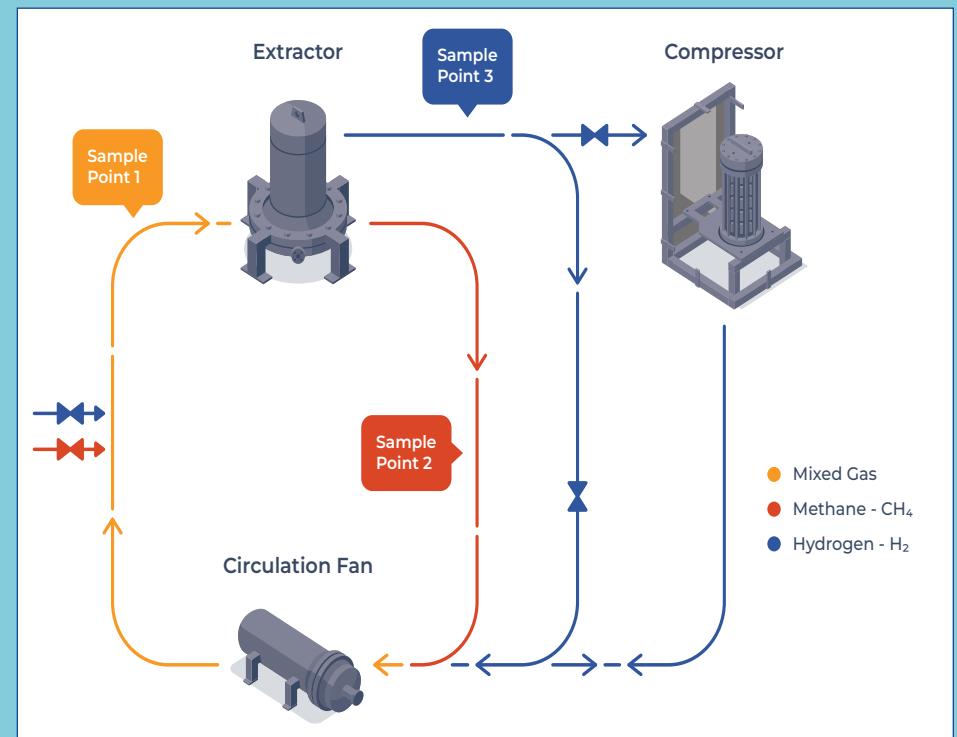 Extractor
Compressor
Sample
Point 3
Sample
Point 1
Sample
Point 2
Mixed Gas
Methane - CH₄
Hydrogen - H₂
Circulation Fan